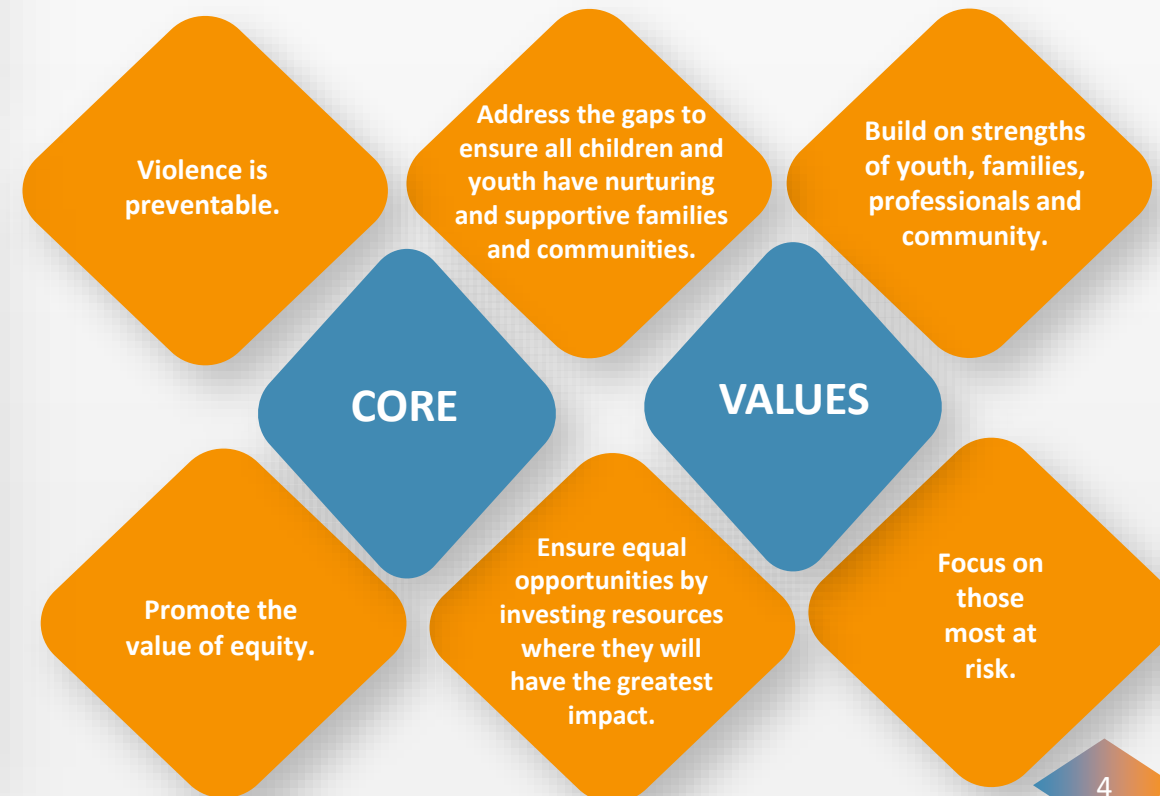 Violence is
preventable.
Address the gaps to
ensure all children and
youth have nurturing
and supportive families
and communities.
Build on strengths
of youth, families,
professionals and
community.
CORE
VALUES
Promote the
value of equity.
Ensure equal
opportunities by
investing resources
where they will
have the greatest
impact.
Focus on
those
most at
risk.
4